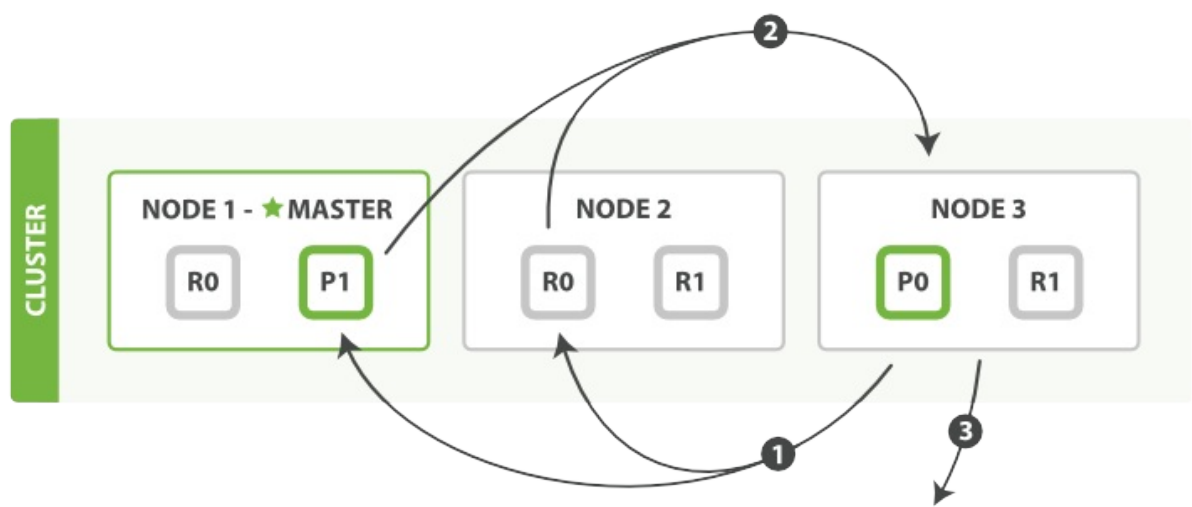 2
CLUSTER
NODE 1 - ★MASTER
R0 P1
NODE 2
R0 R1
NODE 3
P0 R1
1
3